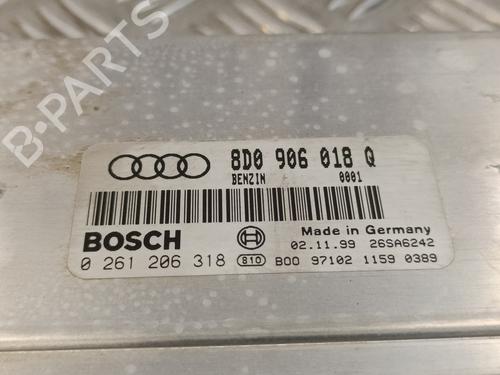 8D0 906 018 Q
BENZIN 0001
BOSCH
Made in Germany
02.11.99 26SA6242
0 261 206 318 810 B00 97102 1159 0389
B-PARTS